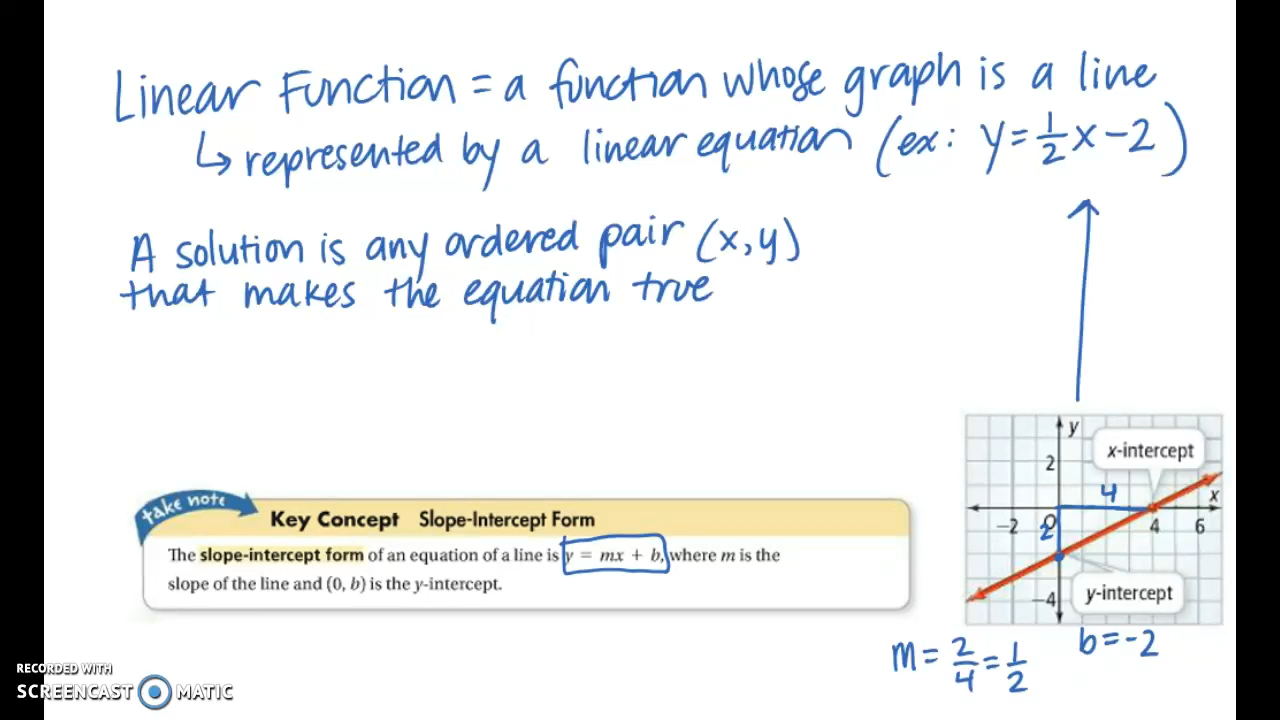 Linear Function = a function whose graph is a line
↳ represented by a linear equation (ex: y = 1/2 x - 2)
A solution is any ordered pair (x, y)
that makes the equation true
take note
Key Concept Slope-Intercept Form
The slope-intercept form of an equation of a line is y = mx + b, where m is the
slope of the line and (0, b) is the y-intercept.
y
x-intercept
2
4
x
-2
O
2
4
6
-4
y-intercept
m = 2/4 = 1/2
b = -2
RECORDED WITH
SCREENCAST MATIC